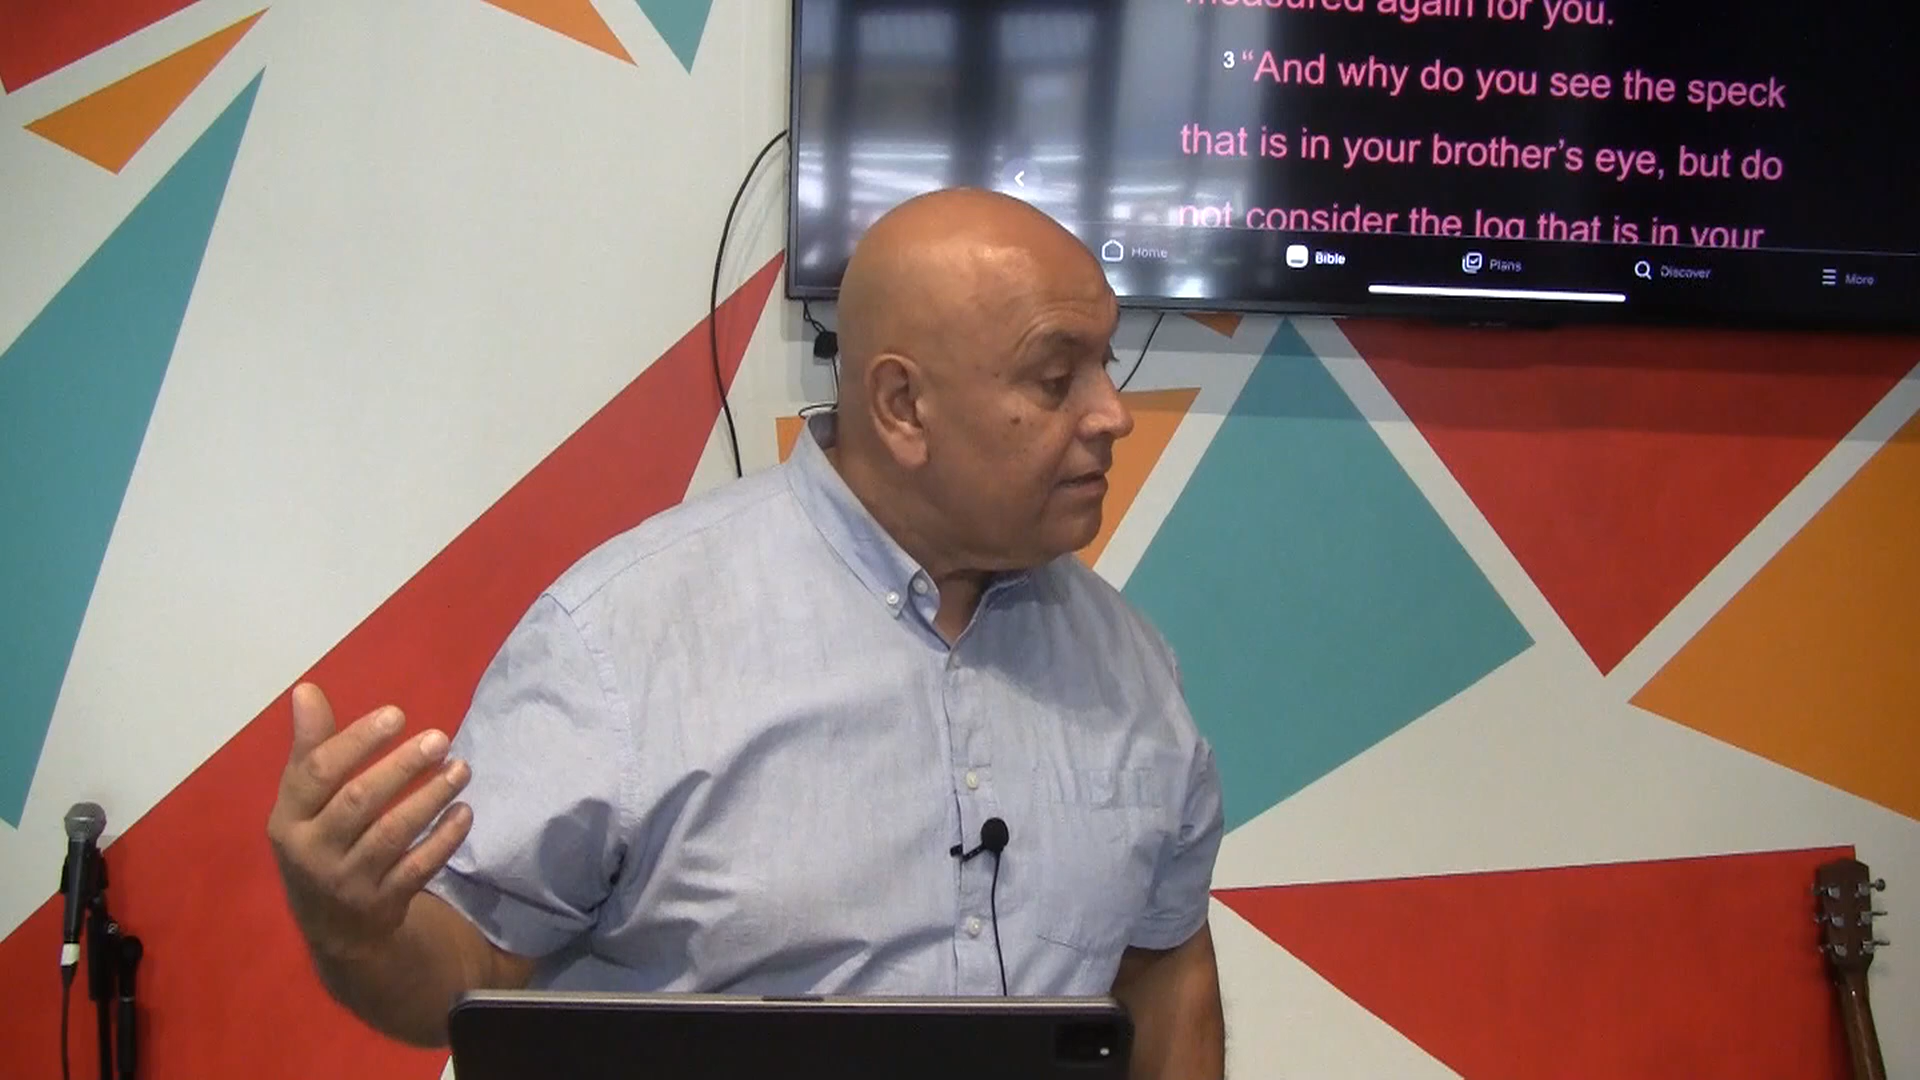 measured again for you.
3 “And why do you see the speck
that is in your brother’s eye, but do
not consider the log that is in your
Home Bible Plans Discover More